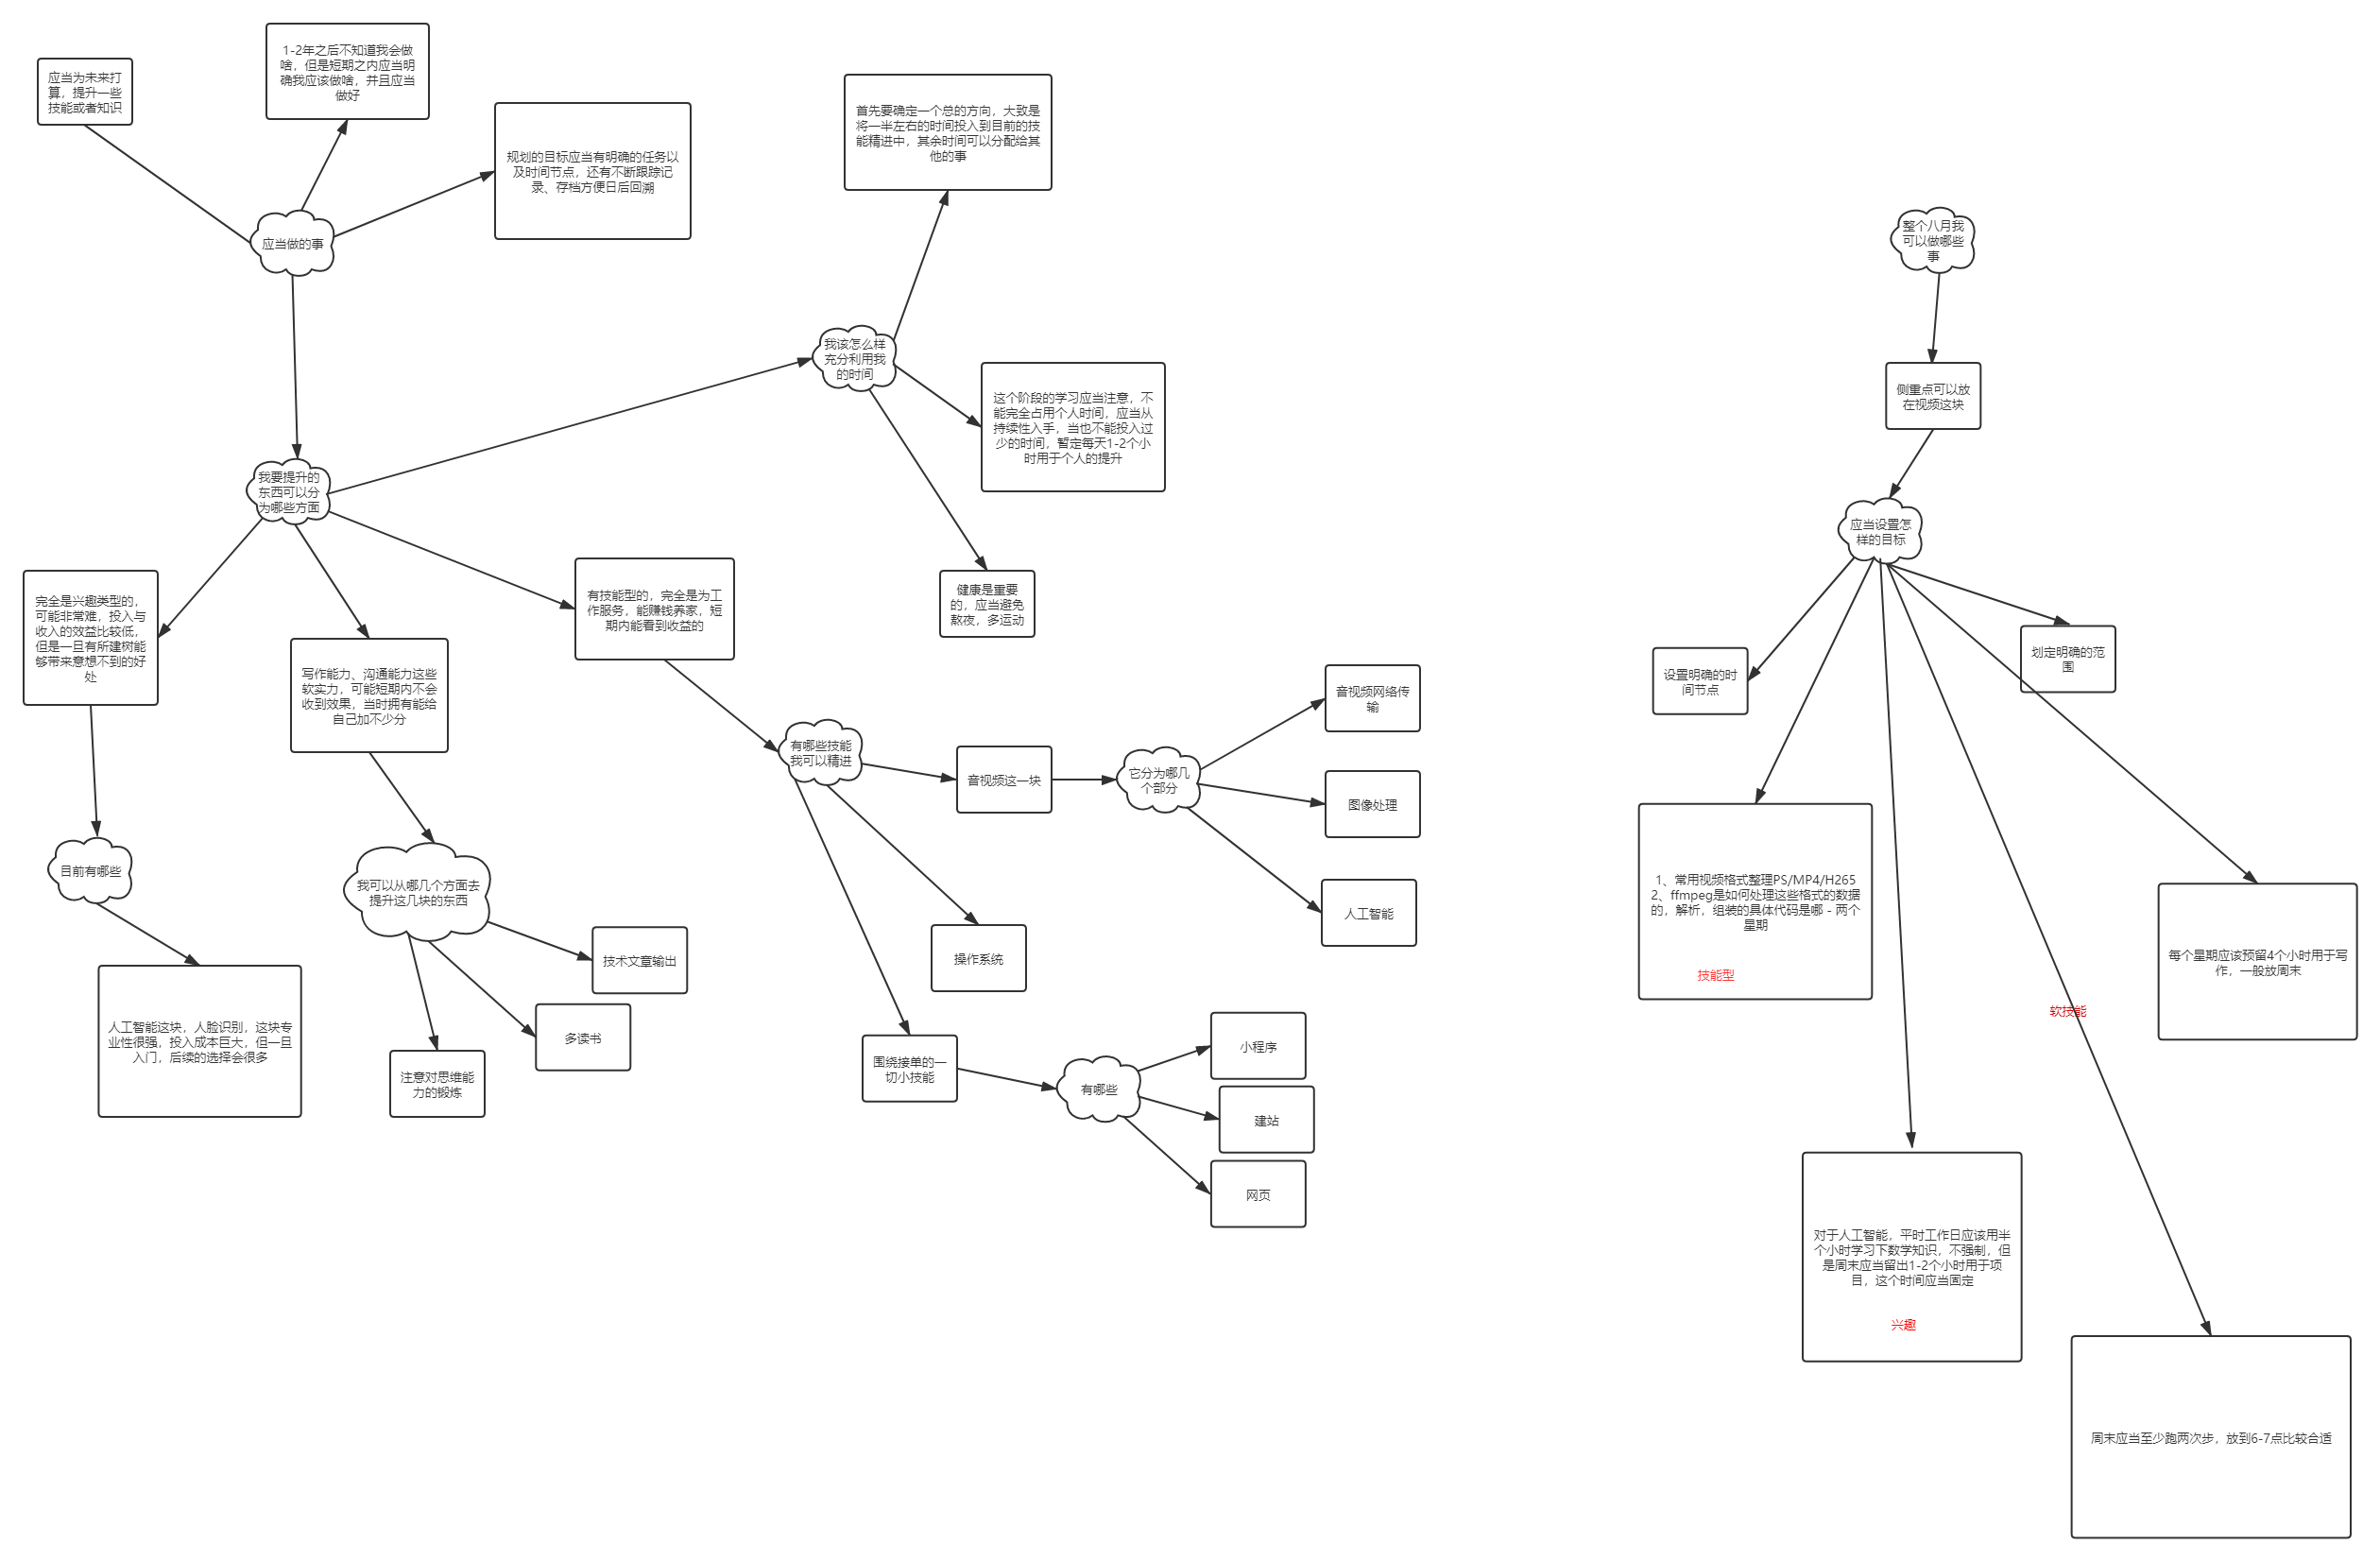 应当为未来打
算，提升一些
技能或者知识
1-2年之后不知道我会做
啥，但是短期之内应当明
确我应该做啥，并且应当
做好
规划的目标应当有明确的任务以
及时间节点，还有不断跟踪记
录、存档方便日后回溯
应当做的事
首先要确定一个总的方向，大致是
将一半左右的时间投入到目前的技
能精进中，其余时间可以分配给其
他的事
我该怎么样
充分利用我
的时间
这个阶段的学习应当注意，不
能完全占用个人时间，应当从
持续性入手，当也不能投入过
少的时间，暂定每天1-2个小
时用于个人的提升
健康是重要
的，应当避免
熬夜，多运动
我要提升的
东西可以分
为哪些方面
完全是兴趣类型的，
可能非常难，投入与
收入的效益比较低，
但是一旦有所建树能
够带来意想不到的好
处
写作能力、沟通能力这些
软实力，可能短期内不会
收到效果，当时拥有能给
自己加不少分
有技能型的，完全是为工
作服务，能赚钱养家，短
期内能看到收益的
目前有哪些
人工智能这块，人脸识别，这块专
业性很强，投入成本巨大，但一旦
入门，后续的选择会很多
我可以从哪几个方面去
提升这几块的东西
技术文章输出
多读书
注意对思维能
力的锻炼
有哪些技能
我可以精进
音视频这一块
它分为哪几
个部分
音视频网络传
输
图像处理
人工智能
操作系统
围绕接单的一
切小技能
有哪些
小程序
建站
网页
整个八月我
可以做哪些
事
侧重点可以放
在视频这块
应当设置怎
样的目标
设置明确的时
间节点
划定明确的范
围
1、常用视频格式整理PS/MP4/H265
2、ffmpeg是如何处理这些格式的数据
的，解析，组装的具体代码是哪 - 两个
星期
技能型
每个星期应该预留4个小时用于写
作，一般放周末
软技能
对于人工智能，平时工作日应该用半
个小时学习下数学知识，不强制，但
是周末应当留出1-2个小时用于项
目，这个时间应当固定
兴趣
周末应当至少跑两次步，放到6-7点比较合适